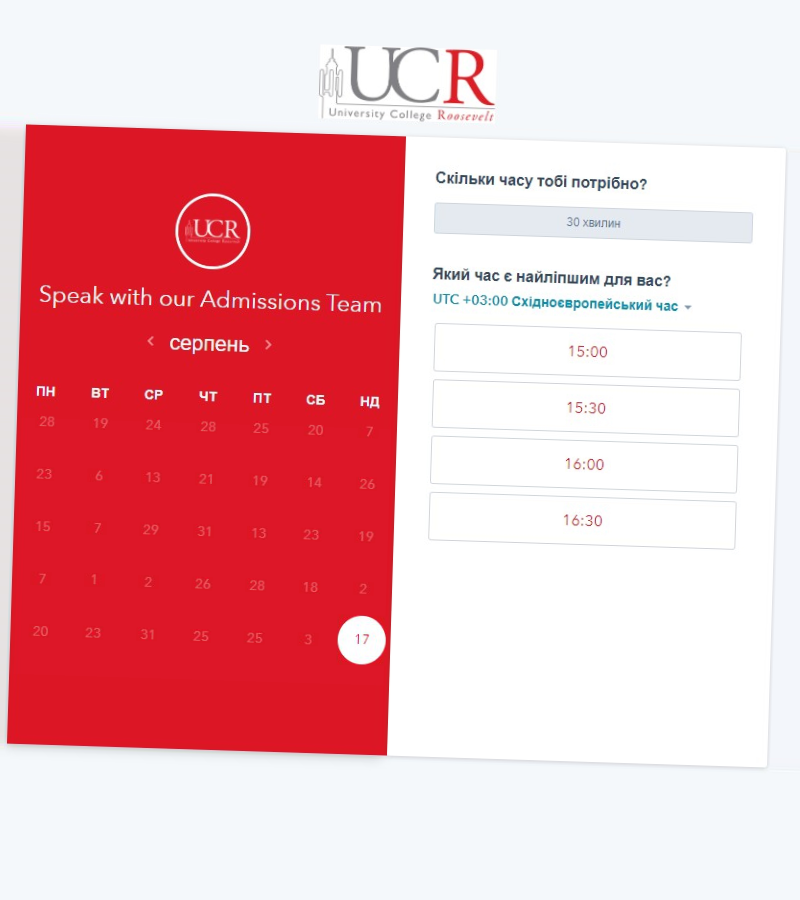 UCR
University College Roosevelt
UCR
Speak with our Admissions Team
серпень
ПН ВТ СР ЧТ ПТ СБ НД
28 19 24 28 25 20 7
23 6 13 21 19 14 26
15 7 29 31 13 23 19
7 1 2 26 28 18 2
20 23 31 25 25 3 17
Скільки часу тобі потрібно?
30 хвилин
Який час є найліпшим для вас?
UTC +03:00 Східноєвропейський час
15:00
15:30
16:00
16:30